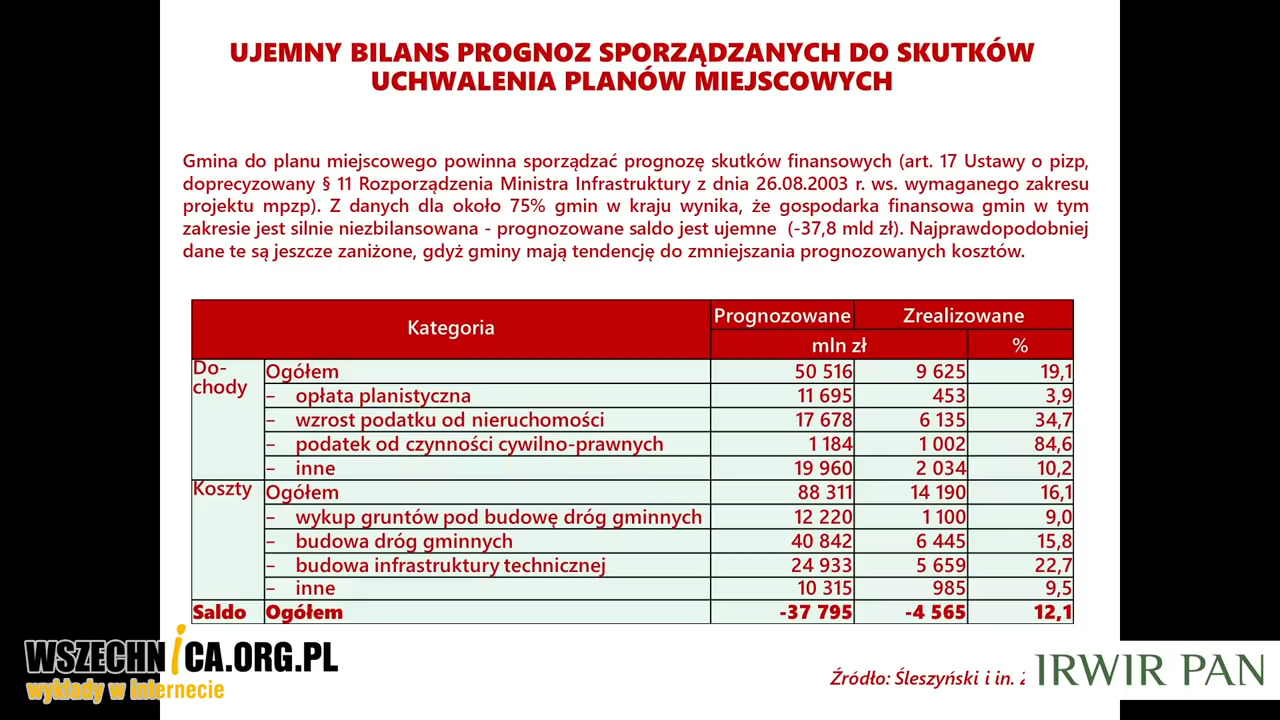 UJEMNY BILANS PROGNOZ SPORZĄDZANYCH DO SKUTKÓW
UCHWALENIA PLANÓW MIEJSCOWYCH
Gmina do planu miejscowego powinna sporządzać prognozę skutków finansowych (art. 17 Ustawy o pizp,
doprecyzowany § 11 Rozporządzenia Ministra Infrastruktury z dnia 26.08.2003 r. ws. wymaganego zakresu
projektu mpzp). Z danych dla około 75% gmin w kraju wynika, że gospodarka finansowa gmin w tym
zakresie jest silnie niezbilansowana - prognozowane saldo jest ujemne (-37,8 mld zł). Najprawdopodobniej
dane te są jeszcze zaniżone, gdyż gminy mają tendencję do zmniejszania prognozowanych kosztów.
Kategoria Prognozowane Zrealizowane
mln zł %
Do-
chody
Ogółem 50 516 9 625 19,1
– opłata planistyczna 11 695 453 3,9
– wzrost podatku od nieruchomości 17 678 6 135 34,7
– podatek od czynności cywilno-prawnych 1 184 1 002 84,6
– inne 19 960 2 034 10,2
Koszty Ogółem 88 311 14 190 16,1
– wykup gruntów pod budowę dróg gminnych 12 220 1 100 9,0
– budowa dróg gminnych 40 842 6 445 15,8
– budowa infrastruktury technicznej 24 933 5 659 22,7
– inne 10 315 985 9,5
Saldo Ogółem -37 795 -4 565 12,1
WSZECHNICA.ORG.PL
wykłady w internecie
Źródło: Śleszyński i in.
IRWIR PAN